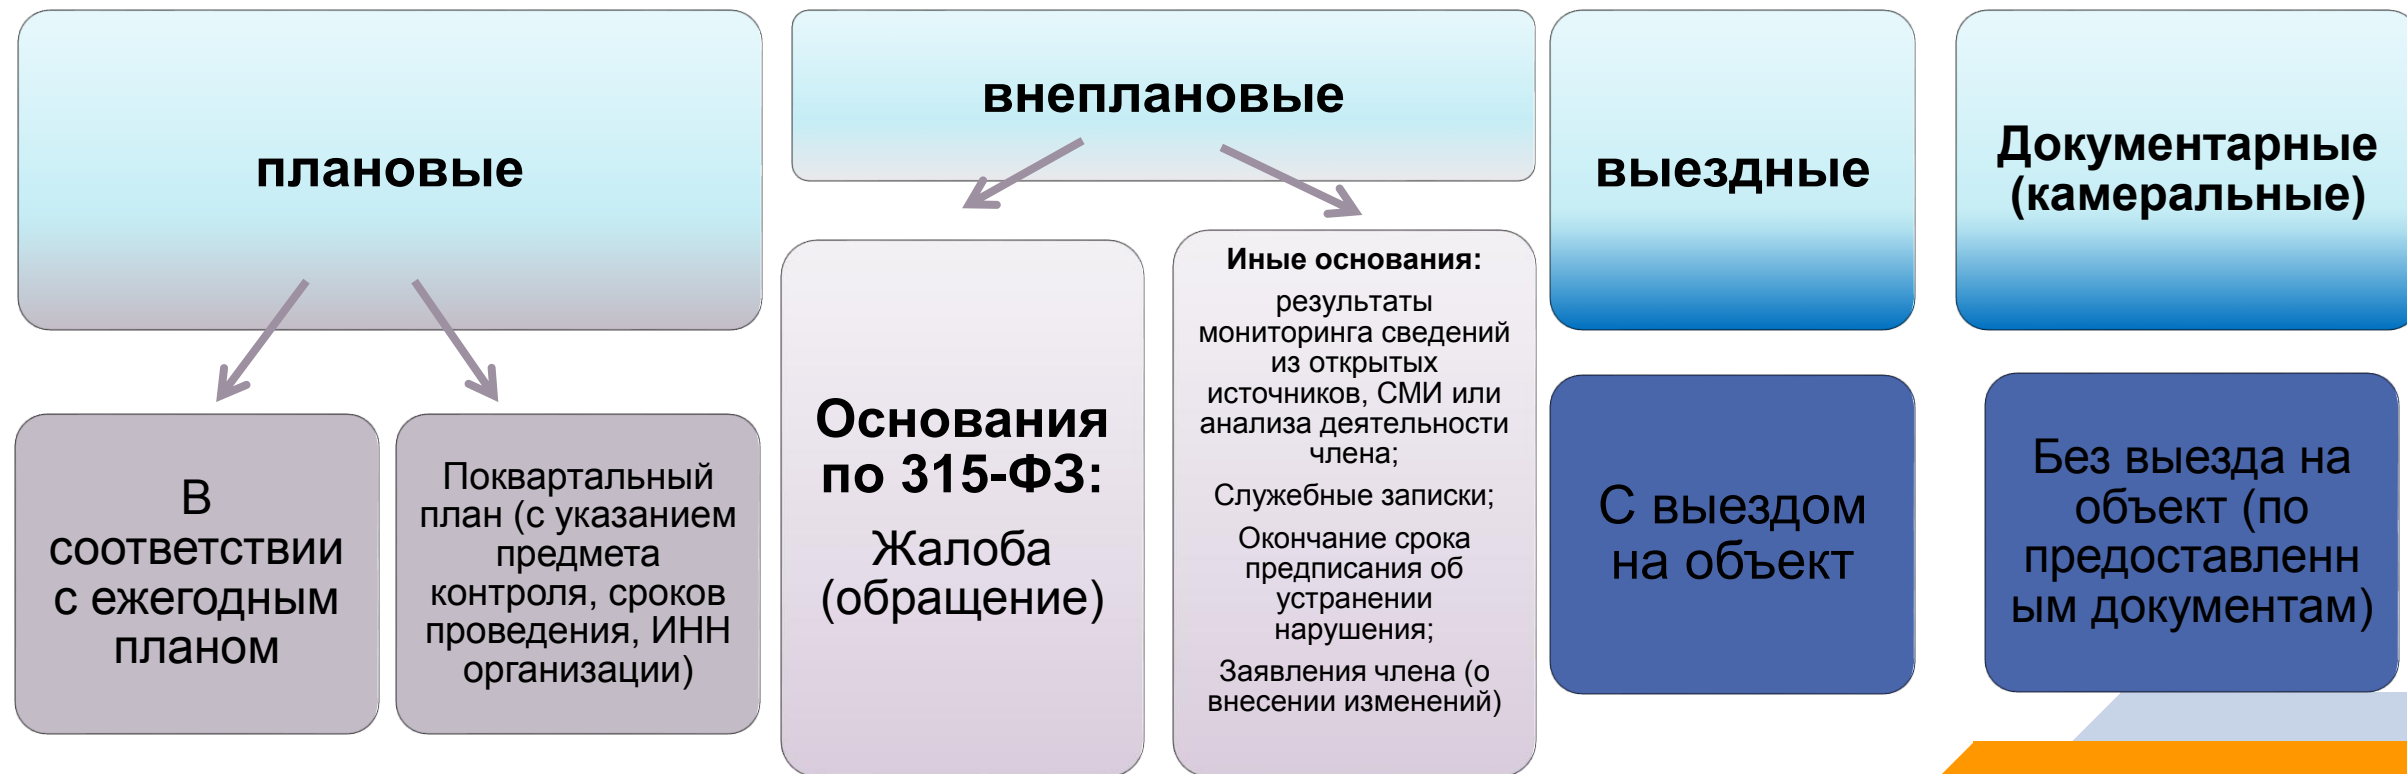 плановые
В
соответствии
с ежегодным
планом
Поквартальный
план (с указанием
предмета
контроля, сроков
проведения, ИНН
организации)
внеплановые
Основания
по 315-ФЗ:
Жалоба
(обращение)
Иные основания:
результаты
мониторинга сведений
из открытых
источников, СМИ или
анализа деятельности
члена;
Служебные записки;
Окончание срока
предписания об
устранении
нарушения;
Заявления члена (о
внесении изменений)
выездные
С выездом
на объект
Документарные
(камеральные)
Без выезда на
объект (по
предоставленн
ым документам)